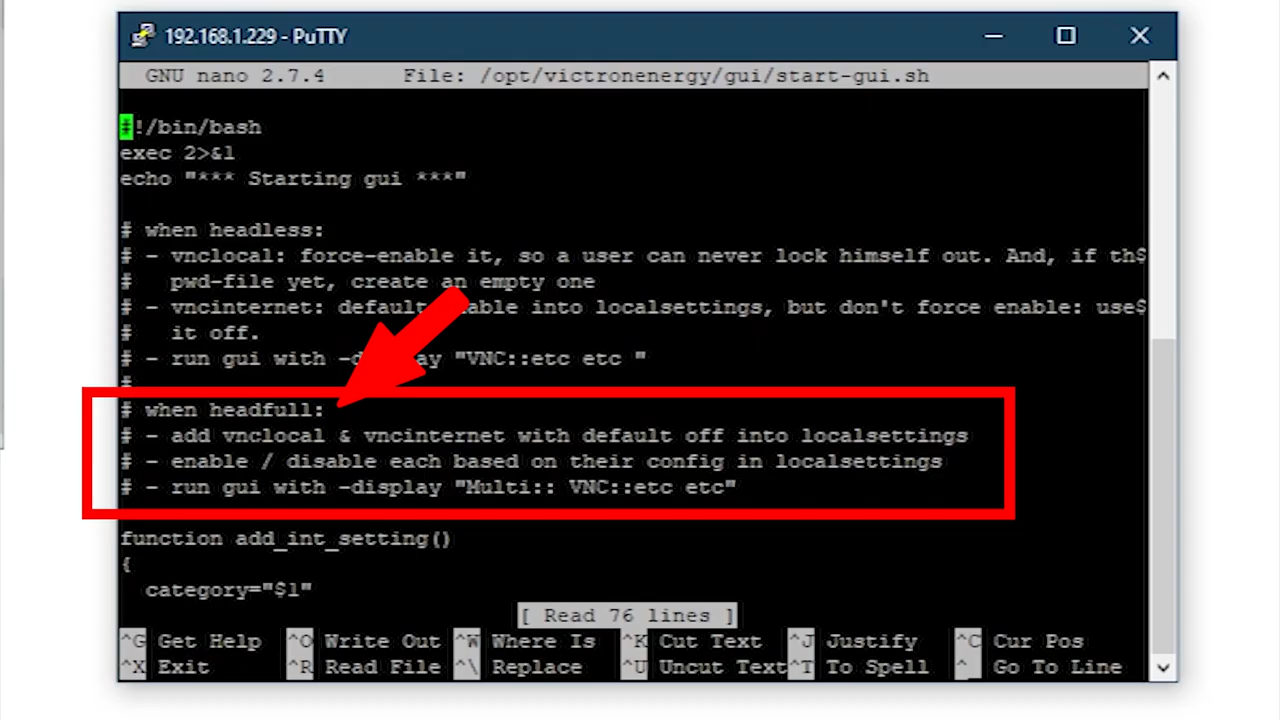 192.168.1.229 - PuTTY
GNU nano 2.7.4 File: /opt/victronenergy/gui/start-gui.sh
#!/bin/bash
exec 2>&1
echo "*** Starting gui ***"
# when headless:
# - vnclocal: force-enable it, so a user can never lock himself out. And, if th$
# pwd-file yet, create an empty one
# - vncinternet: default enable into localsettings, but don't force enable: use$
# it off.
# - run gui with -display "VNC::etc etc "
#
# when headfull:
# - add vnclocal & vncinternet with default off into localsettings
# - enable / disable each based on their config in localsettings
# - run gui with -display "Multi:: VNC::etc etc"
function add_int_setting()
{
category="$1"
[ Read 76 lines ]
^G Get Help ^O Write Out ^W Where Is ^K Cut Text ^J Justify ^C Cur Pos
^X Exit ^R Read File ^\ Replace ^U Uncut Text^T To Spell ^_ Go To Line